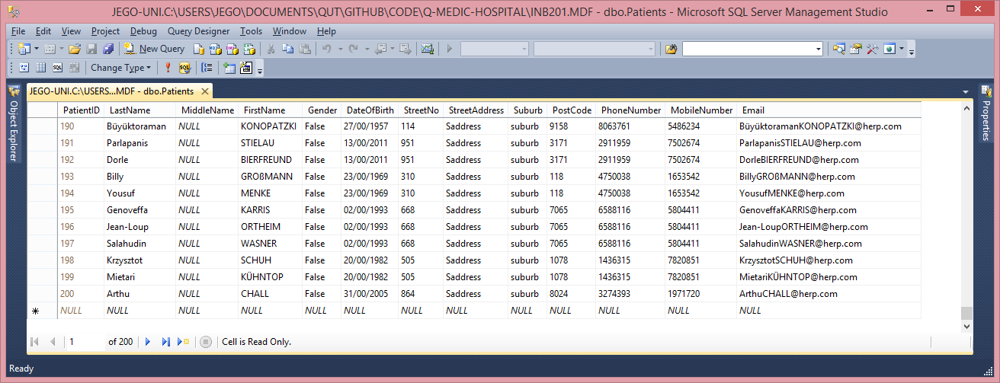 JEGO-UNI.C:\USERS\JEGO\DOCUMENTS\QUT\GITHUB\CODE\Q-MEDIC-HOSPITAL\INB201.MDF - dbo.Patients - Microsoft SQL Server Management Studio
File Edit View Project Debug Query Designer Tools Window Help
New Query
Change Type
JEGO-UNI.C:\USERS...MDF - dbo.Patients
Object Explorer
Properties
PatientID LastName MiddleName FirstName Gender DateOfBirth StreetNo StreetAddress Suburb PostCode PhoneNumber MobileNumber Email
190 Büyüktoraman NULL KONOPATZKI False 27/00/1957 114 Saddress suburb 9158 8063761 5486234 BüyüktoramanKONOPATZKI@herp.com
191 Parlapanis NULL STIELAU False 13/00/2011 951 Saddress suburb 3171 2911959 7502674 ParlapanisSTIELAU@herp.com
192 Dorle NULL BIERFREUND False 13/00/2011 951 Saddress suburb 3171 2911959 7502674 DorleBIERFREUND@herp.com
193 Billy NULL GROßMANN False 23/00/1969 310 Saddress suburb 118 4750038 1653542 BillyGROßMANN@herp.com
194 Yousuf NULL MENKE False 23/00/1969 310 Saddress suburb 118 4750038 1653542 YousufMENKE@herp.com
195 Genoveffa NULL KARRIS False 02/00/1993 668 Saddress suburb 7065 6588116 5804411 GenoveffaKARRIS@herp.com
196 Jean-Loup NULL ORTHEIM False 02/00/1993 668 Saddress suburb 7065 6588116 5804411 Jean-LoupORTHEIM@herp.com
197 Salahudin NULL WASNER False 02/00/1993 668 Saddress suburb 7065 6588116 5804411 SalahudinWASNER@herp.com
198 Krzysztot NULL SCHUH False 20/00/1982 505 Saddress suburb 1078 1436315 7820851 KrzysztotSCHUH@herp.com
199 Mietari NULL KÜHNTOP False 20/00/1982 505 Saddress suburb 1078 1436315 7820851 MietariKÜHNTOP@herp.com
200 Arthu NULL CHALL False 31/00/2005 864 Saddress suburb 8024 3274393 1971720 ArthuCHALL@herp.com
NULL NULL NULL NULL NULL NULL NULL NULL NULL NULL NULL NULL NULL
1 of 200 Cell is Read Only.
Ready